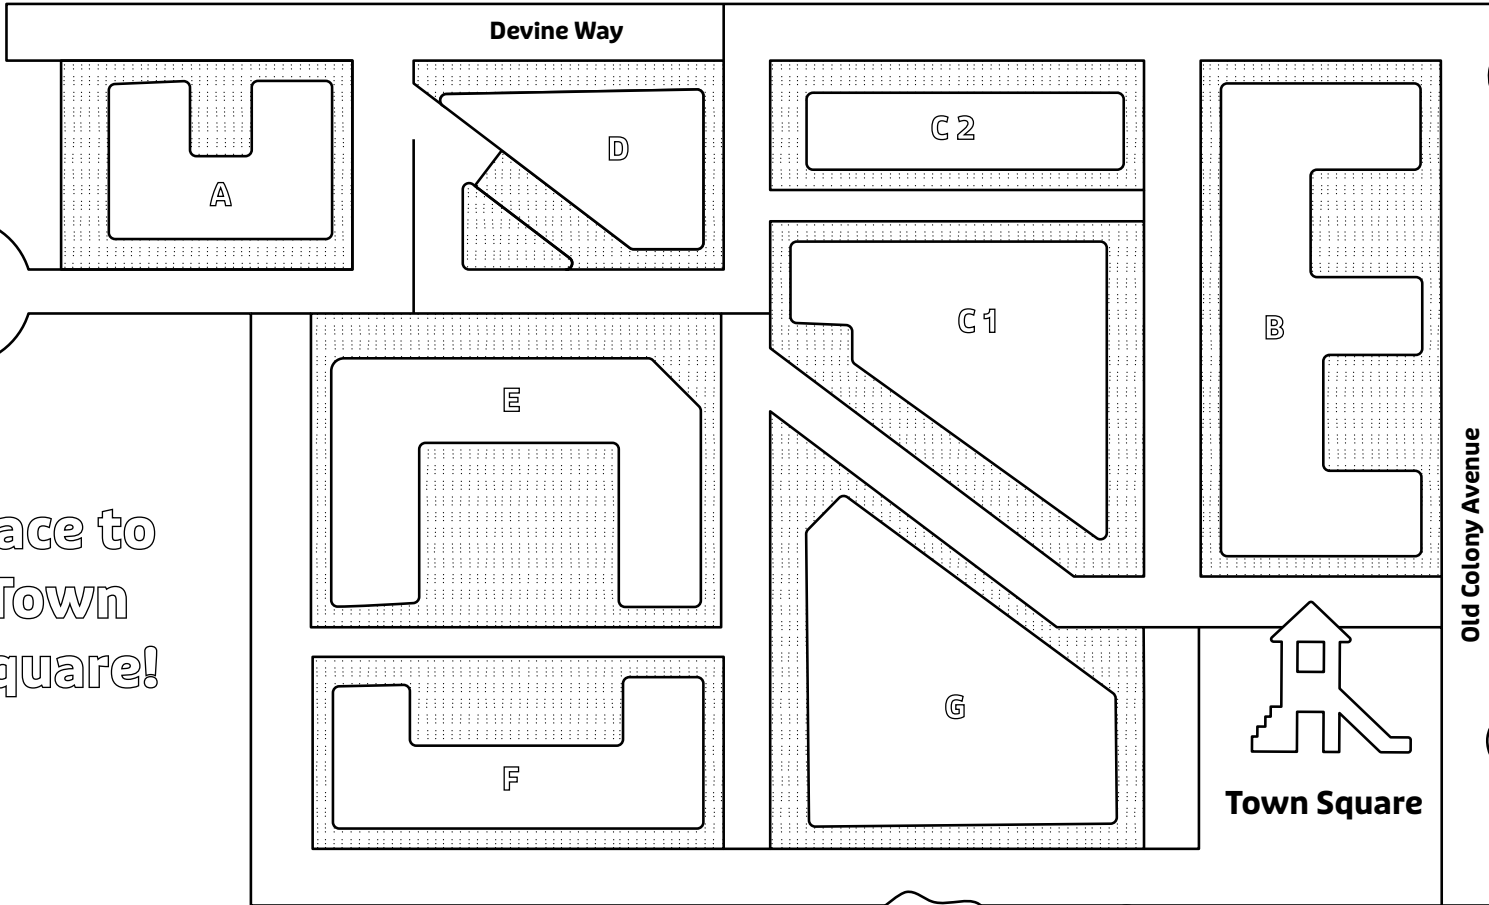 Devine Way
A
D
C 2
C 1
B
E
Old Colony Avenue
ace to
Town
quare!
G
F
Town Square